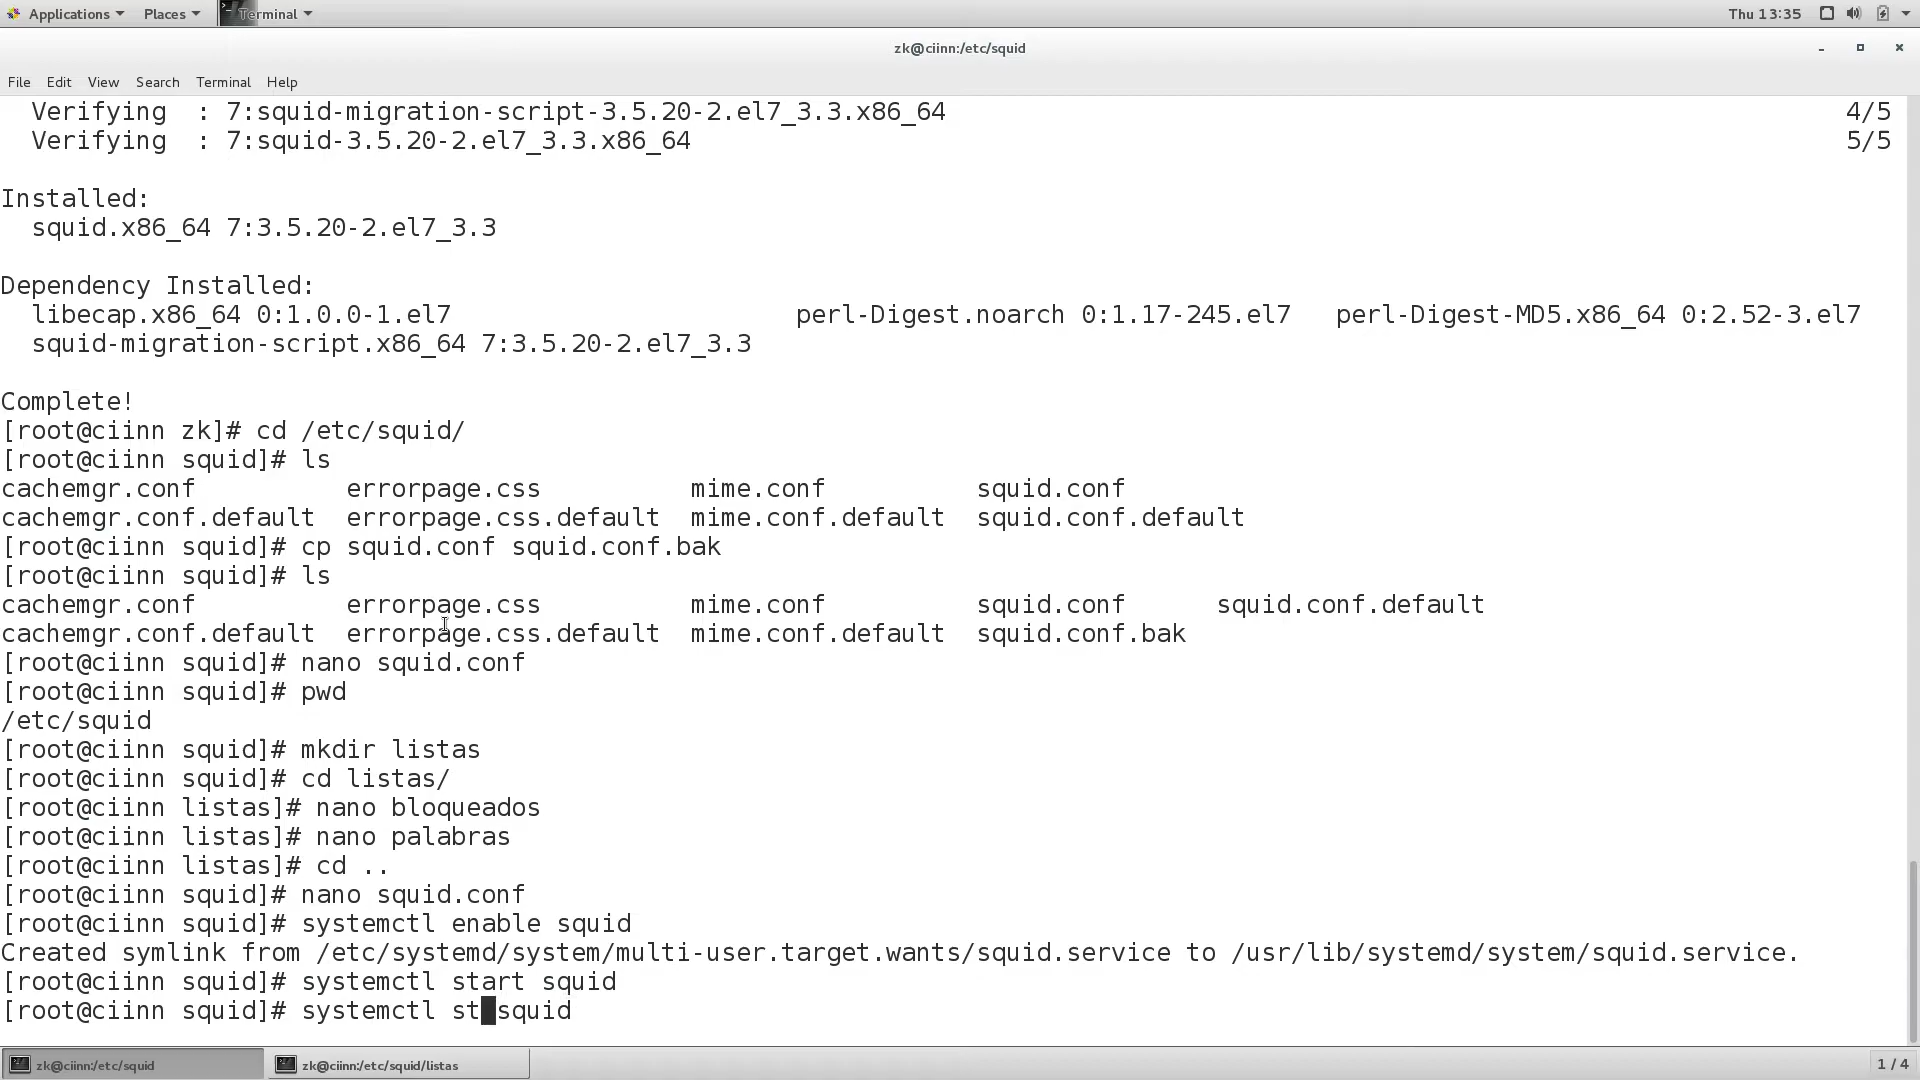 Applications Places Terminal Thu 13:35
zk@ciinn:/etc/squid
File Edit View Search Terminal Help
Verifying  : 7:squid-migration-script-3.5.20-2.el7_3.3.x86_64 4/5
Verifying  : 7:squid-3.5.20-2.el7_3.3.x86_64 5/5
Installed:
squid.x86_64 7:3.5.20-2.el7_3.3
Dependency Installed:
libecap.x86_64 0:1.0.0-1.el7 perl-Digest.noarch 0:1.17-245.el7 perl-Digest-MD5.x86_64 0:2.52-3.el7
squid-migration-script.x86_64 7:3.5.20-2.el7_3.3
Complete!
[root@ciinn zk]# cd /etc/squid/
[root@ciinn squid]# ls
cachemgr.conf errorpage.css mime.conf squid.conf
cachemgr.conf.default errorpage.css.default mime.conf.default squid.conf.default
[root@ciinn squid]# cp squid.conf squid.conf.bak
[root@ciinn squid]# ls
cachemgr.conf errorpage.css mime.conf squid.conf squid.conf.default
cachemgr.conf.default errorpage.css.default mime.conf.default squid.conf.bak
[root@ciinn squid]# nano squid.conf
[root@ciinn squid]# pwd
/etc/squid
[root@ciinn squid]# mkdir listas
[root@ciinn squid]# cd listas/
[root@ciinn listas]# nano bloqueados
[root@ciinn listas]# nano palabras
[root@ciinn listas]# cd ..
[root@ciinn squid]# nano squid.conf
[root@ciinn squid]# systemctl enable squid
Created symlink from /etc/systemd/system/multi-user.target.wants/squid.service to /usr/lib/systemd/system/squid.service.
[root@ciinn squid]# systemctl start squid
[root@ciinn squid]# systemctl st squid
zk@ciinn:/etc/squid zk@ciinn:/etc/squid/listas 1 / 4